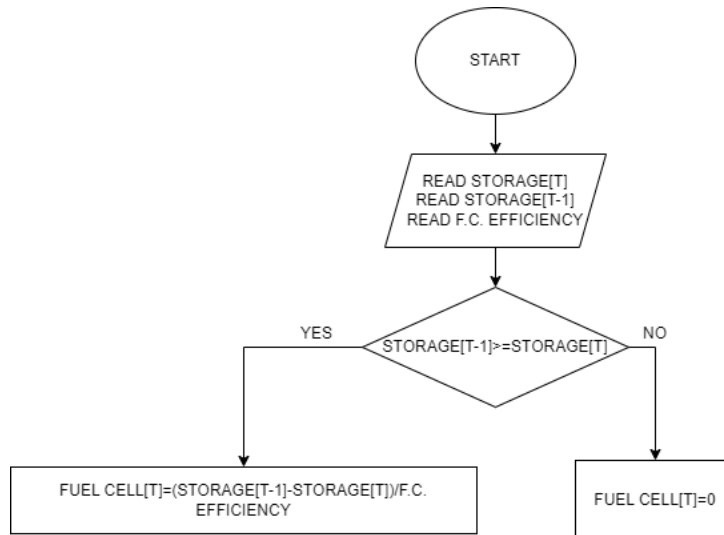 START
READ STORAGE[T]
READ STORAGE[T-1]
READ F.C. EFFICIENCY
YES
NO
STORAGE[T-1]>=STORAGE[T]
FUEL CELL[T]=(STORAGE[T-1]-STORAGE[T])/F.C.
EFFICIENCY
FUEL CELL[T]=0